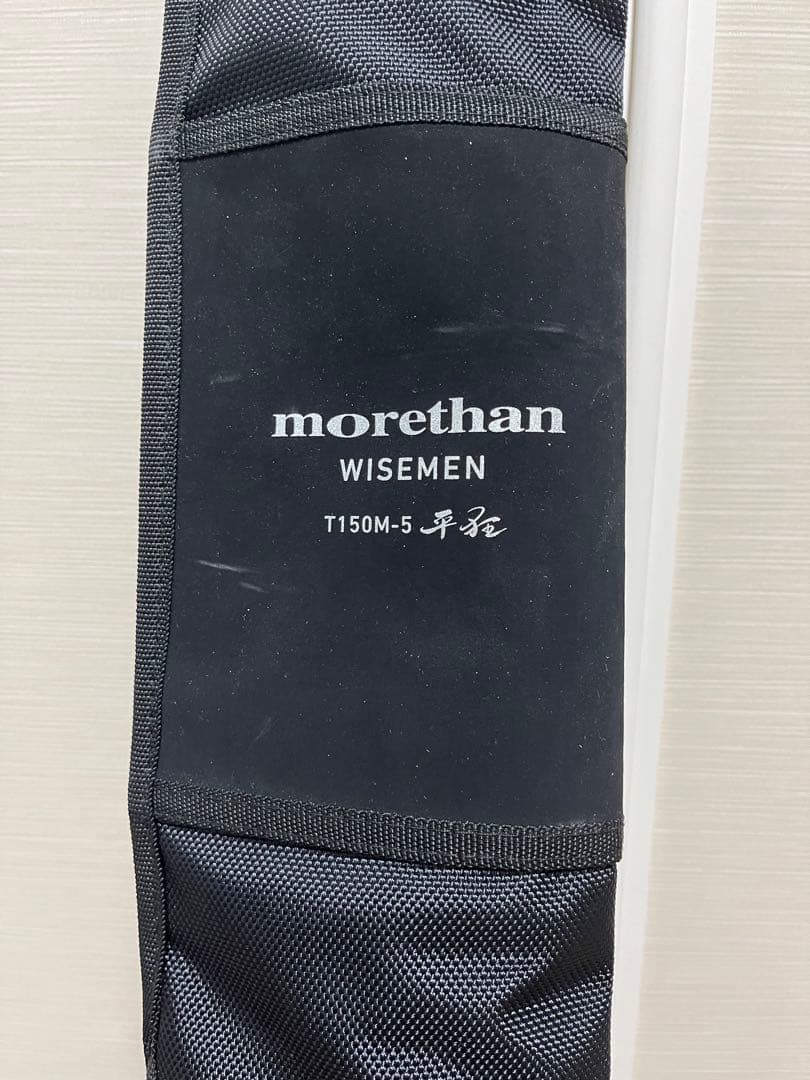 morethan
WISEMEN
T150M-5 平狂